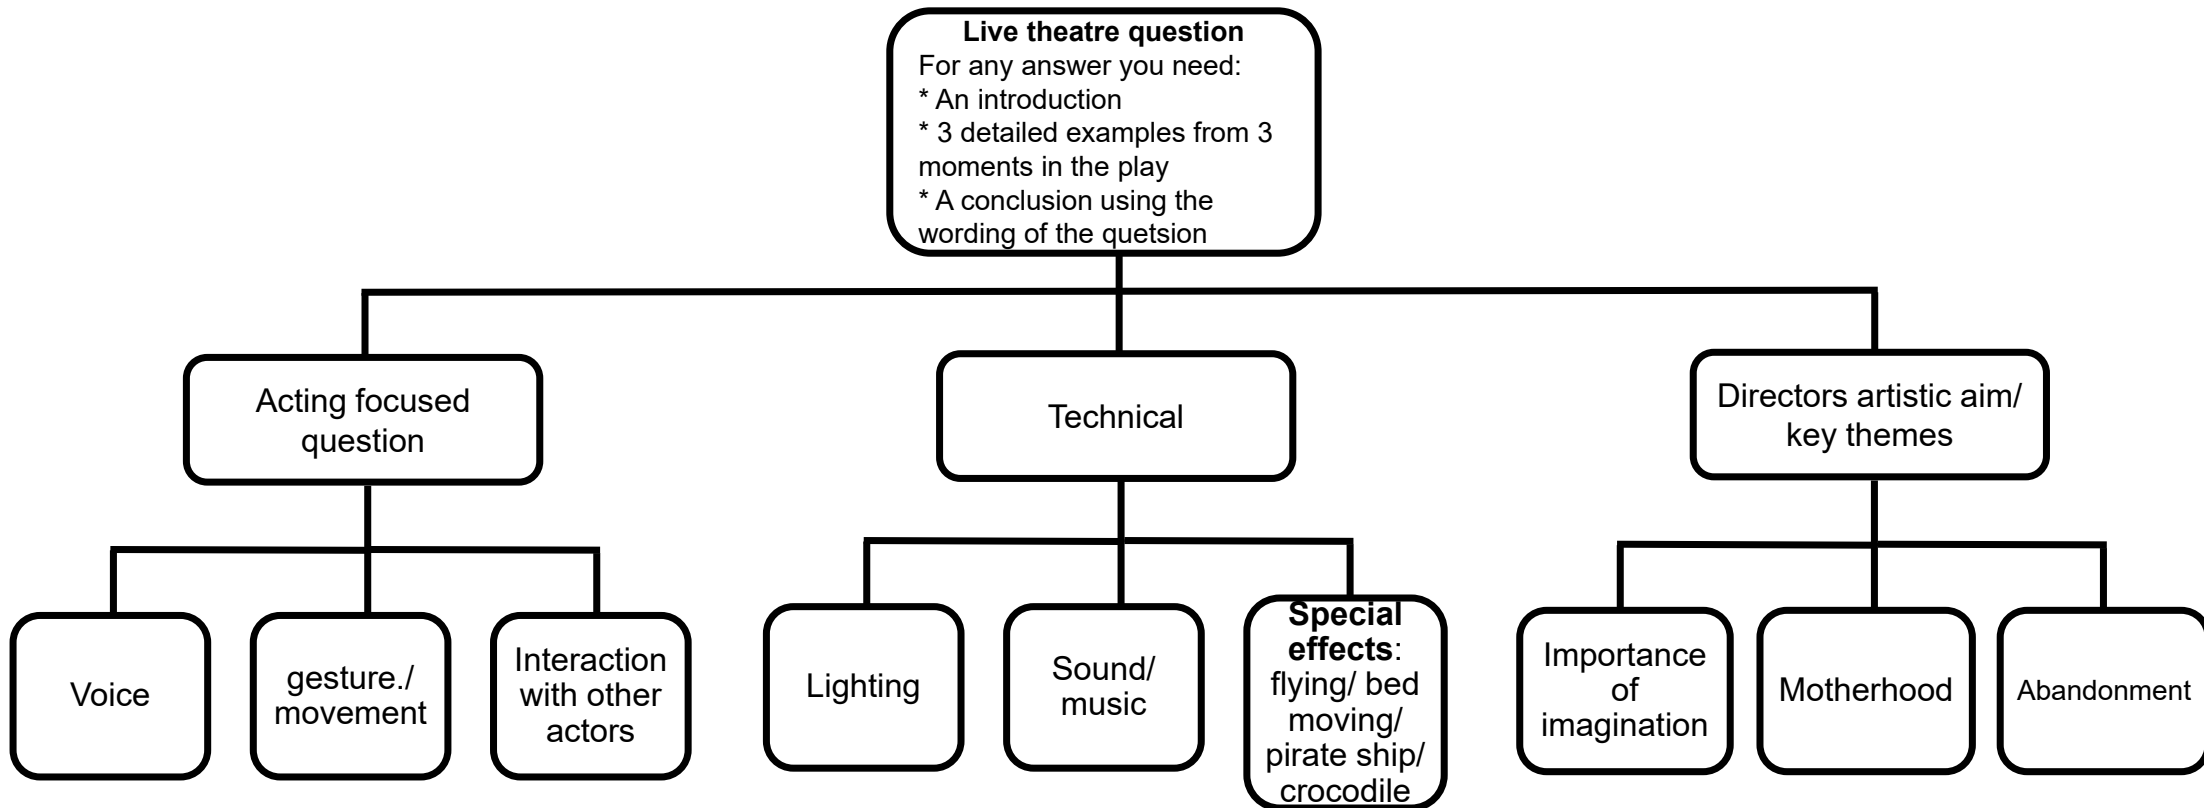 Live theatre question
For any answer you need:
* An introduction
* 3 detailed examples from 3
moments in the play
* A conclusion using the
wording of the quetsion
Acting focused
question
Technical
Directors artistic aim/
key themes
Voice
gesture./
movement
Interaction
with other
actors
Lighting
Sound/
music
Special
effects:
flying/ bed
moving/
pirate ship/
crocodile
Importance
of
imagination
Motherhood
Abandonment